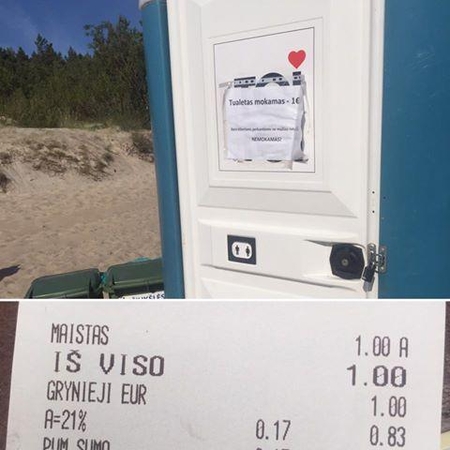 TOI
Tualetas mokamas - 1€
NEMOKAMAS!
MAISTAS
1.00 A
IŠ VISO
1.00
GRYNIEJI EUR
1.00
A=21%
0.17
0.83